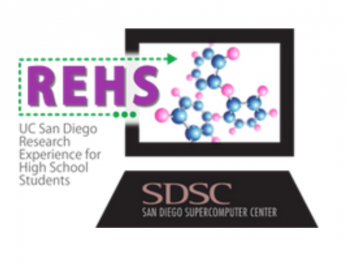 REHS
UC San Diego
Research
Experience for
High School
Students
SDSC
SAN DIEGO SUPERCOMPUTER CENTER